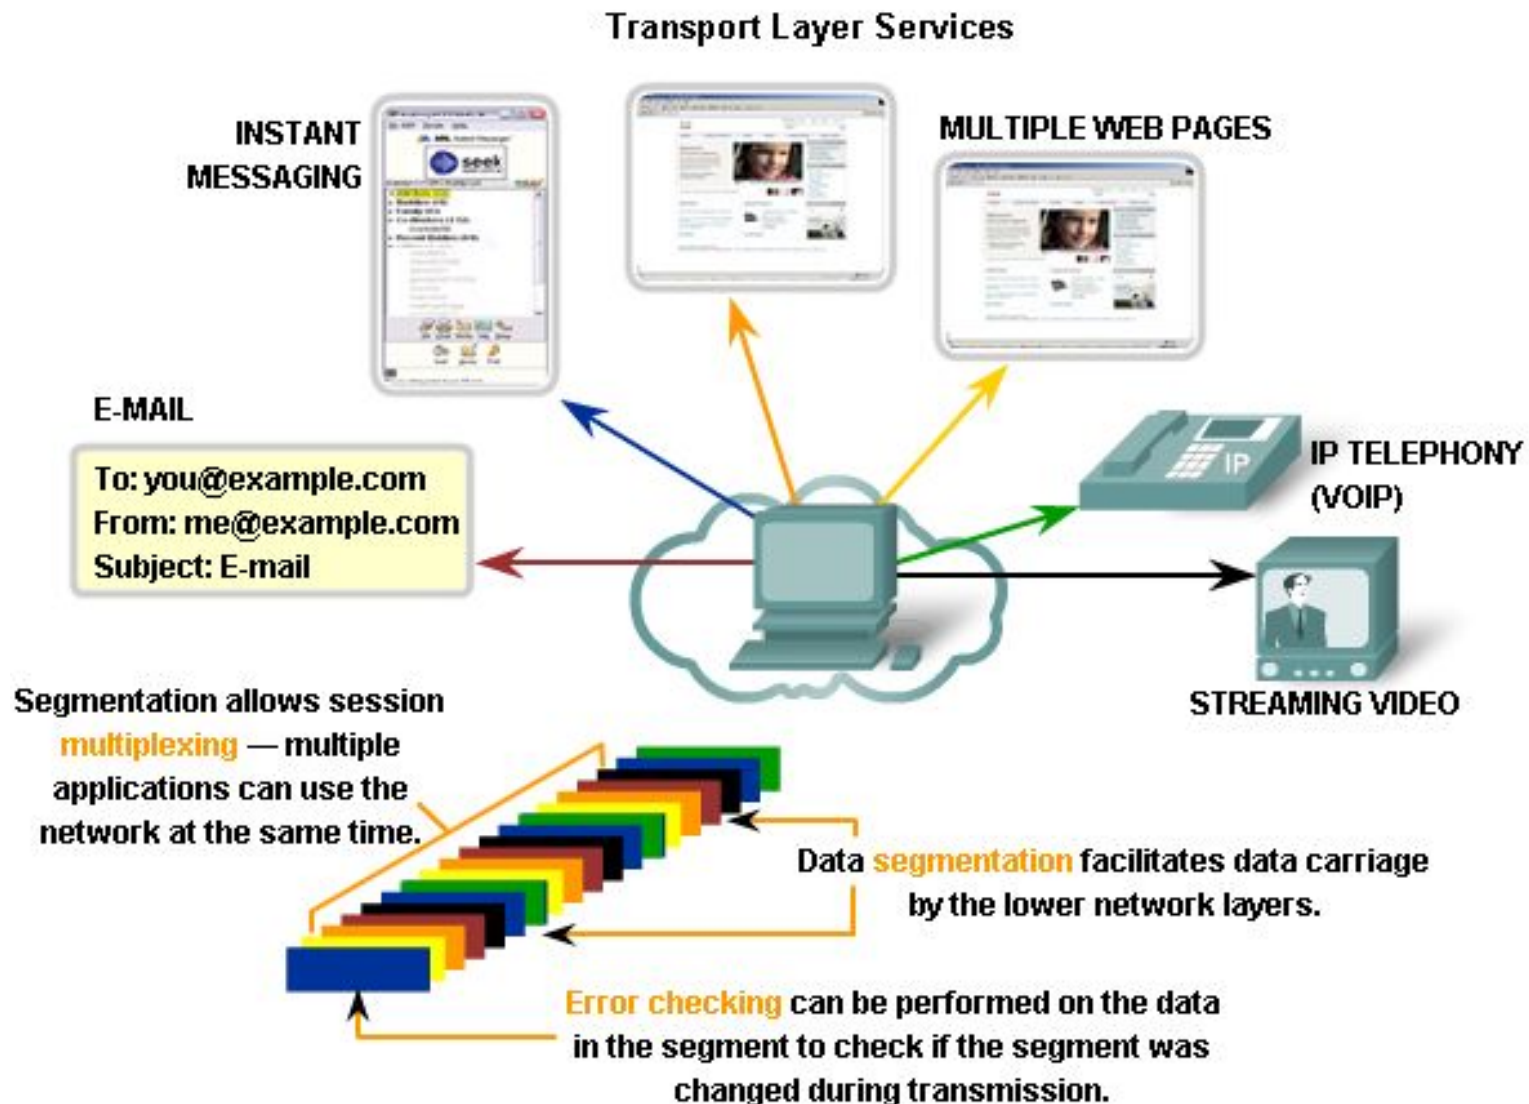 Transport Layer Services
INSTANT
MESSAGING
seek
MULTIPLE WEB PAGES
E-MAIL
To: you@example.com
From: me@example.com
Subject: E-mail
IP
IP TELEPHONY
(VOIP)
STREAMING VIDEO
Segmentation allows session
multiplexing — multiple
applications can use the
network at the same time.
Data segmentation facilitates data carriage
by the lower network layers.
Error checking can be performed on the data
in the segment to check if the segment was
changed during transmission.